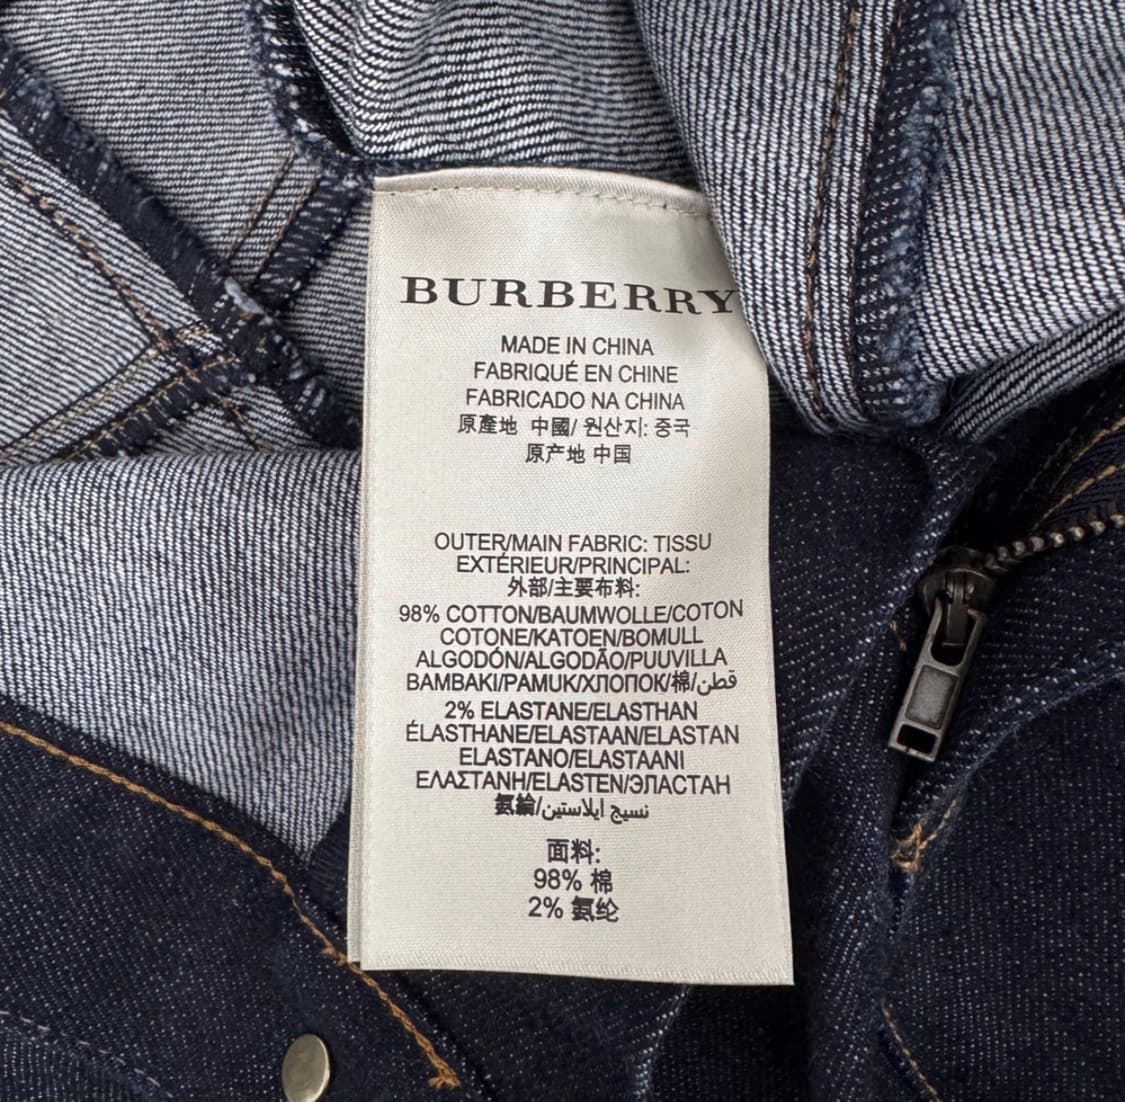 BURBERRY
MADE IN CHINA
FABRIQUÉ EN CHINE
FABRICADO NA CHINA
原產地 中國/ 원산지: 중국
原产地 中国
OUTER/MAIN FABRIC: TISSU
EXTÉRIEUR/PRINCIPAL:
外部/主要布料:
98% COTTON/BAUMWOLLE/COTON
COTONE/KATOEN/BOMULL
ALGODÓN/ALGODÃO/PUUVILLA
BAMBAKI/PAMUK/ХЛОПОК/棉/قطن
2% ELASTANE/ELASTHAN
ÉLASTHANE/ELASTAAN/ELASTAN
ELASTANO/ELASTAANI
ΕΛΑΣΤΑΝΗ/ELASTEN/ЭЛАСТАН
氨綸/نسيج ايلاستين
面料:
98% 棉
2% 氨纶